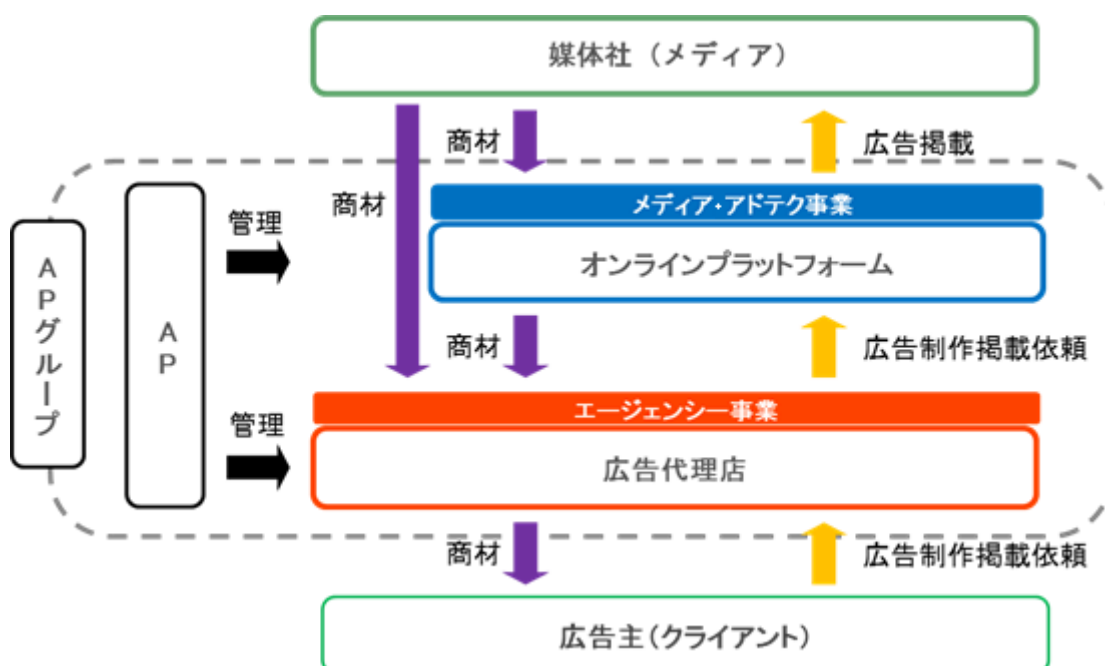 媒体社（メディア）
商材
広告掲載
商材
メディア・アドテク事業
オンラインプラットフォーム
管理
APグループ
AP
商材
広告制作掲載依頼
エージェンシー事業
管理
広告代理店
商材
広告制作掲載依頼
広告主(クライアント)